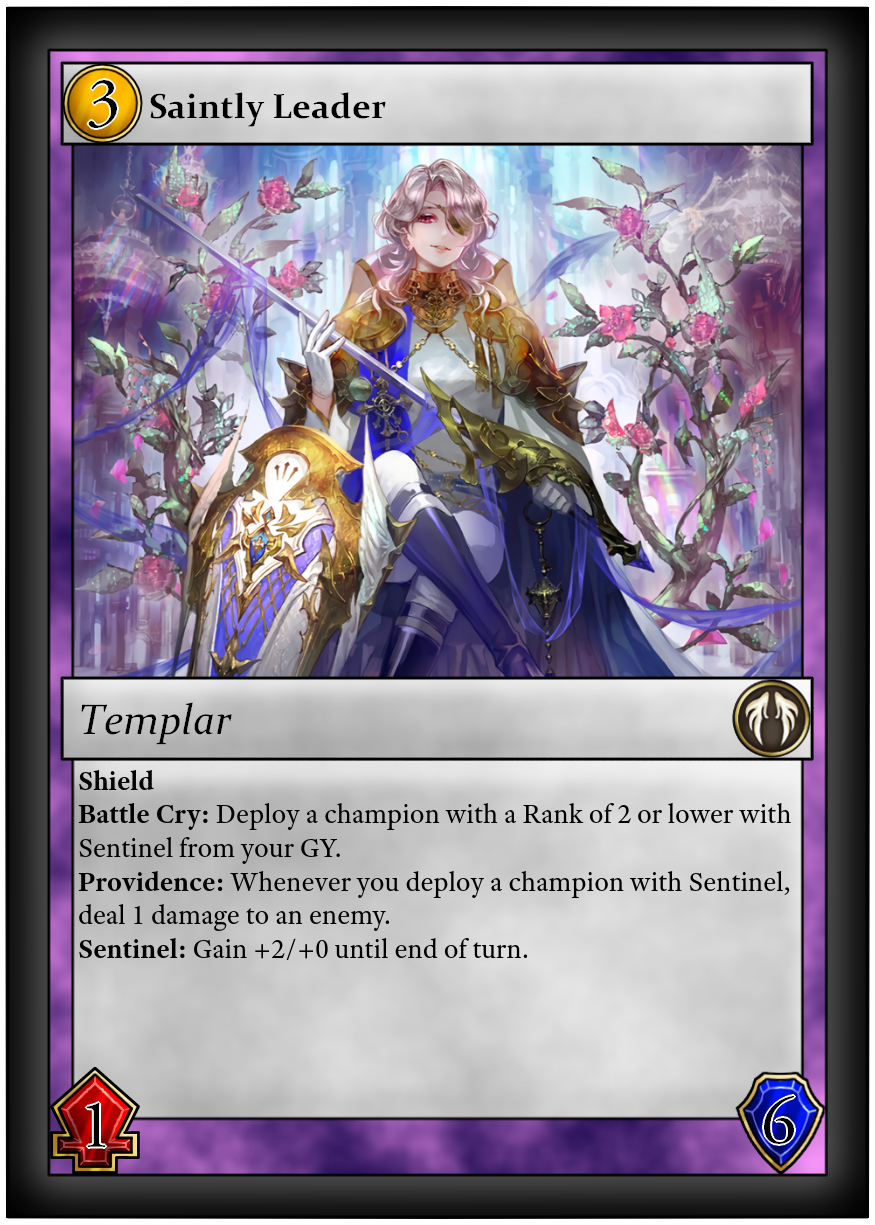 3
Saintly Leader
Templar
Shield
Battle Cry: Deploy a champion with a Rank of 2 or lower with
Sentinel from your GY.
Providence: Whenever you deploy a champion with Sentinel,
deal 1 damage to an enemy.
Sentinel: Gain +2/+0 until end of turn.
1
6